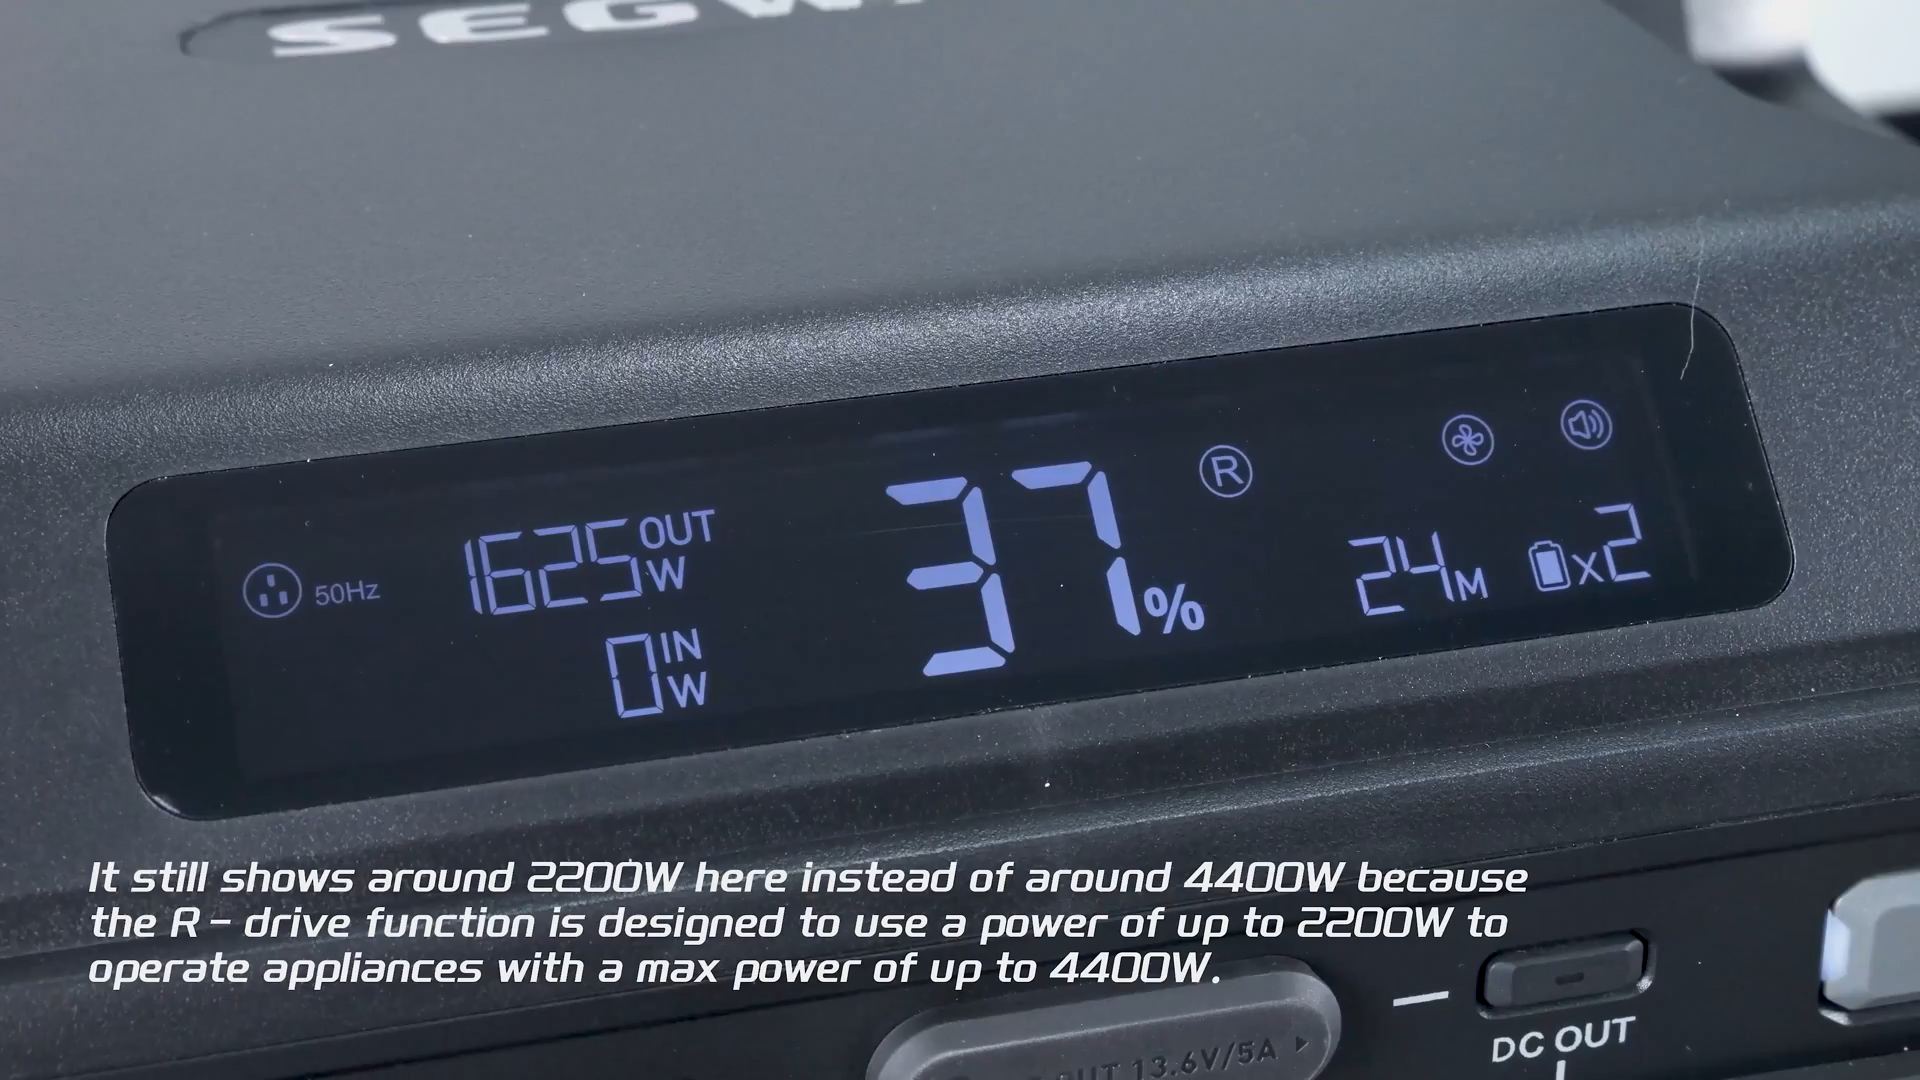 SEGW
R
50Hz
1625 OUT W
37%
24M
x2
0 IN W
It still shows around 2200W here instead of around 4400W because
the R – drive function is designed to use a power of up to 2200W to
operate appliances with a max power of up to 4400W.
OUT 13.6V/5A
DC OUT